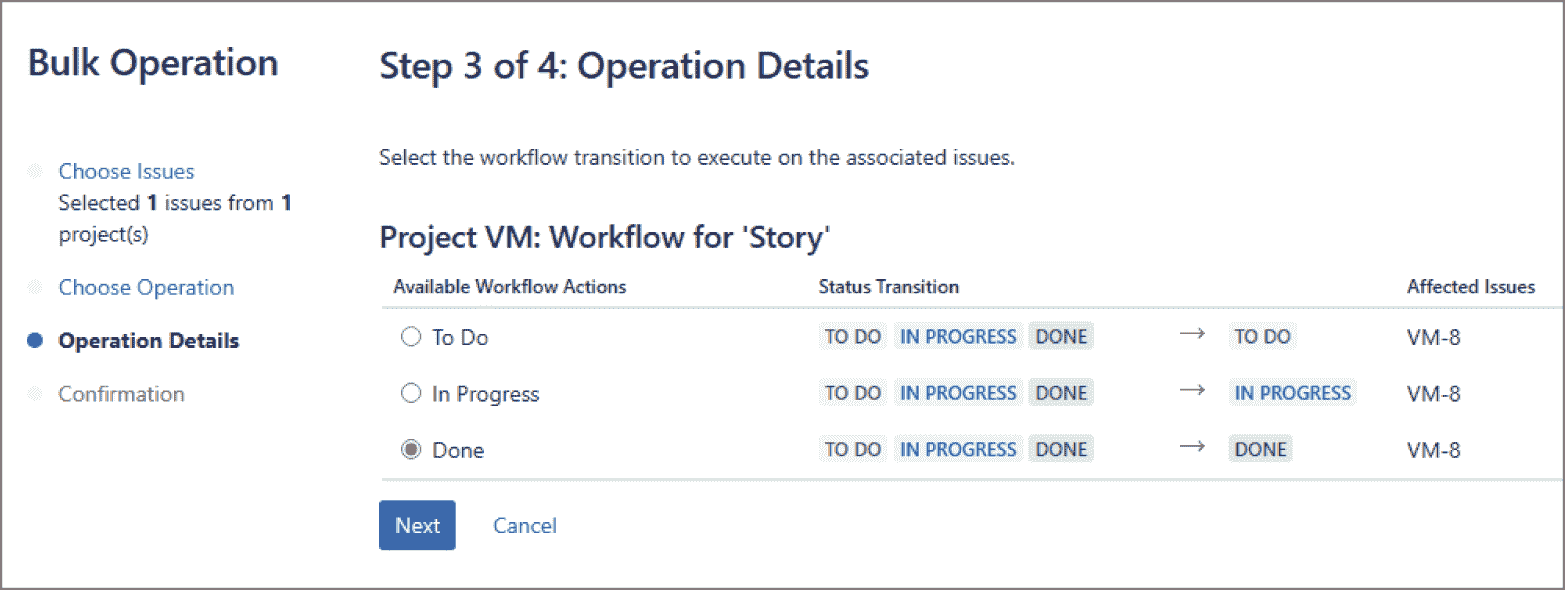 Bulk Operation
Step 3 of 4: Operation Details
Choose Issues
Selected 1 issues from 1
project(s)
Choose Operation
Operation Details
Confirmation
Select the workflow transition to execute on the associated issues.
Project VM: Workflow for 'Story'
Available Workflow Actions Status Transition Affected Issues
To Do TO DO IN PROGRESS DONE → TO DO VM-8
In Progress TO DO IN PROGRESS DONE → IN PROGRESS VM-8
Done TO DO IN PROGRESS DONE → DONE VM-8
Next Cancel